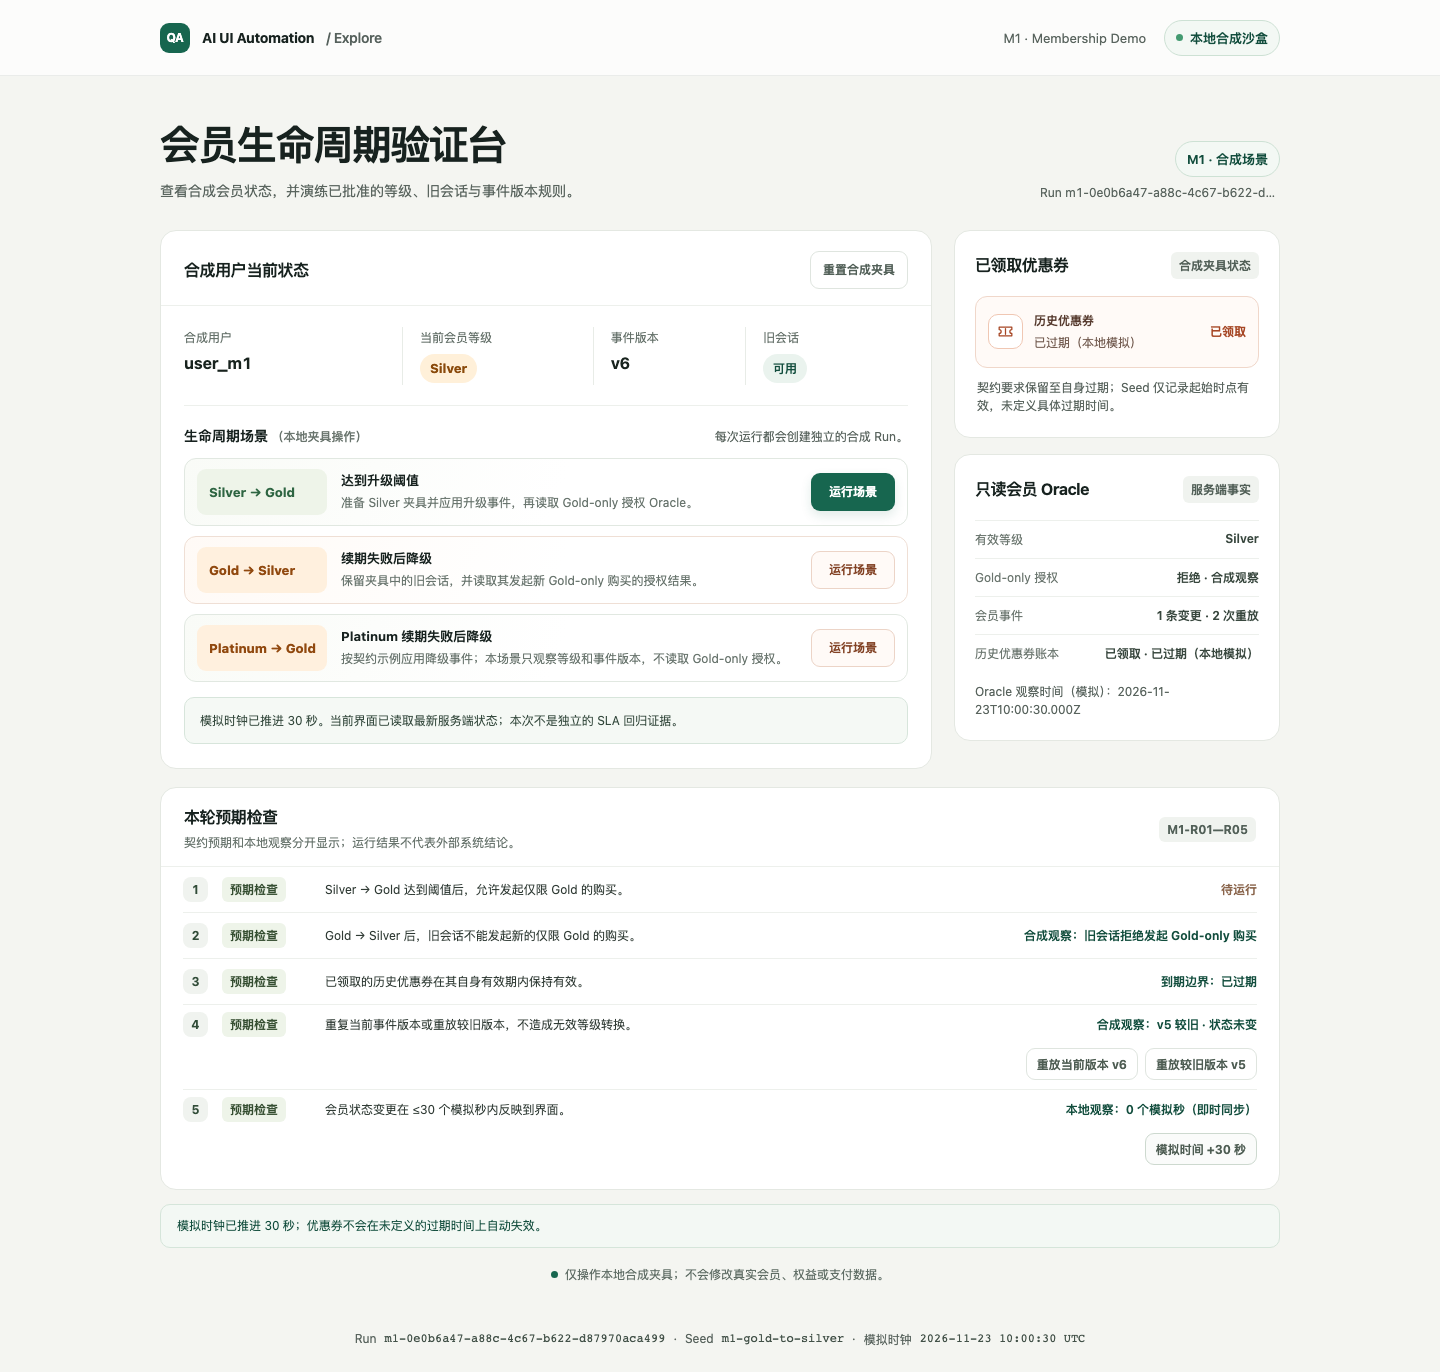 QA AI UI Automation / Explore
M1 · Membership Demo
本地合成沙盒
会员生命周期验证台
查看合成会员状态，并演练已批准的等级、旧会话与事件版本规则。
M1 · 合成场景
Run m1-0e0b6a47-a88c-4c67-b622-d...
合成用户当前状态
重置合成夹具
合成用户
user_m1
当前会员等级
Silver
事件版本
v6
旧会话
可用
生命周期场景 （本地夹具操作）
每次运行都会创建独立的合成 Run。
Silver → Gold
达到升级阈值
准备 Silver 夹具并应用升级事件，再读取 Gold-only 授权 Oracle。
运行场景
Gold → Silver
续期失败后降级
保留夹具中的旧会话，并读取其发起新 Gold-only 购买的授权结果。
运行场景
Platinum → Gold
Platinum 续期失败后降级
按契约示例应用降级事件；本场景只观察等级和事件版本，不读取 Gold-only 授权。
运行场景
模拟时钟已推进 30 秒。当前界面已读取最新服务端状态；本次不是独立的 SLA 回归证据。
已领取优惠券
合成夹具状态
历史优惠券
已过期（本地模拟）
已领取
契约要求保留至自身过期；Seed 仅记录起始时点有
效，未定义具体过期时间。
只读会员 Oracle
服务端事实
有效等级
Silver
Gold-only 授权
拒绝 · 合成观察
会员事件
1 条变更 · 2 次重放
历史优惠券账本
已领取 · 已过期（本地模拟）
Oracle 观察时间（模拟）：2026-11-
23T10:00:30.000Z
本轮预期检查
契约预期和本地观察分开显示；运行结果不代表外部系统结论。
M1-R01—R05
1 预期检查 Silver → Gold 达到阈值后，允许发起仅限 Gold 的购买。 待运行
2 预期检查 Gold → Silver 后，旧会话不能发起新的仅限 Gold 的购买。 合成观察：旧会话拒绝发起 Gold-only 购买
3 预期检查 已领取的历史优惠券在其自身有效期内保持有效。 到期边界：已过期
4 预期检查 重复当前事件版本或重放较旧版本，不造成无效等级转换。 合成观察：v5 较旧 · 状态未变
重放当前版本 v6 重放较旧版本 v5
5 预期检查 会员状态变更在 ≤30 个模拟秒内反映到界面。 本地观察：0 个模拟秒（即时同步）
模拟时间 +30 秒
模拟时钟已推进 30 秒；优惠券不会在未定义的过期时间上自动失效。
仅操作本地合成夹具；不会修改真实会员、权益或支付数据。
Run m1-0e0b6a47-a88c-4c67-b622-d87970aca499 · Seed m1-gold-to-silver · 模拟时钟 2026-11-23 10:00:30 UTC